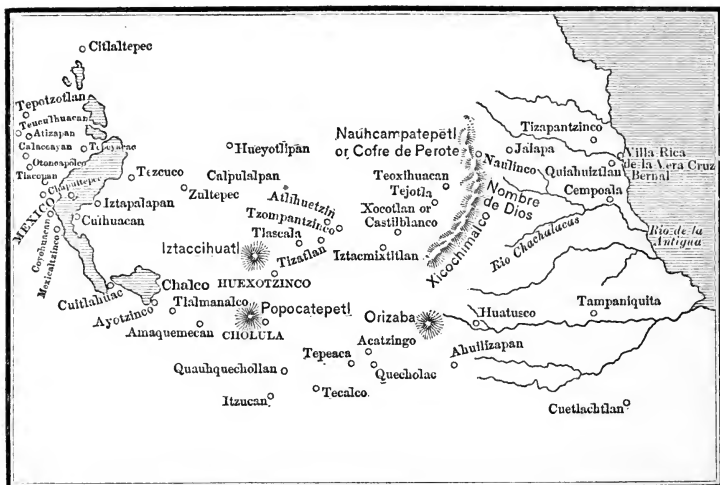 Citlaltepec
Tepotzotlan
Teuculhuacan
Atizapan
Calacoayan
Tepeyacac
Otoncapolco
Tlacopan
Chapultepec
MEXICO
Coyohuacan
Mexicaltzinco
Tezcuco
Iztapalapan
Cuihuacan
Hueyotlipan
Calpulalpan
Zultepec
Atlihuetzin
Tzompantzinco
Tlascala
Tizatlan
Iztaccihuatl
HUEXOTZINCO
Nauhcampatepetl
or Cofre de Perote
Teoxihuacan
Tejotla
Xocotlan or
Castilblanco
Iztacmixtitlan
Naulinco
Jalapa
Tizapantzinco
Nombre
de Dios
Xicochimalco
Quiahuiztlan
Villa Rica
de la Vera Cruz
Bernal
Cempoala
Rio Chachalacas
Rio de la
Antigua
Cuitlahuac
Chalco
Ayotzinco
Tlalmanalco
Amaquemecan
Popocatepetl
CHOLULA
Orizaba
Huatusco
Tampaniquita
Acatzingo
Tepeaca
Quecholac
Ahuilizapan
Quauhquechollan
Tecalco
Itzucan
Cuetlachtlan